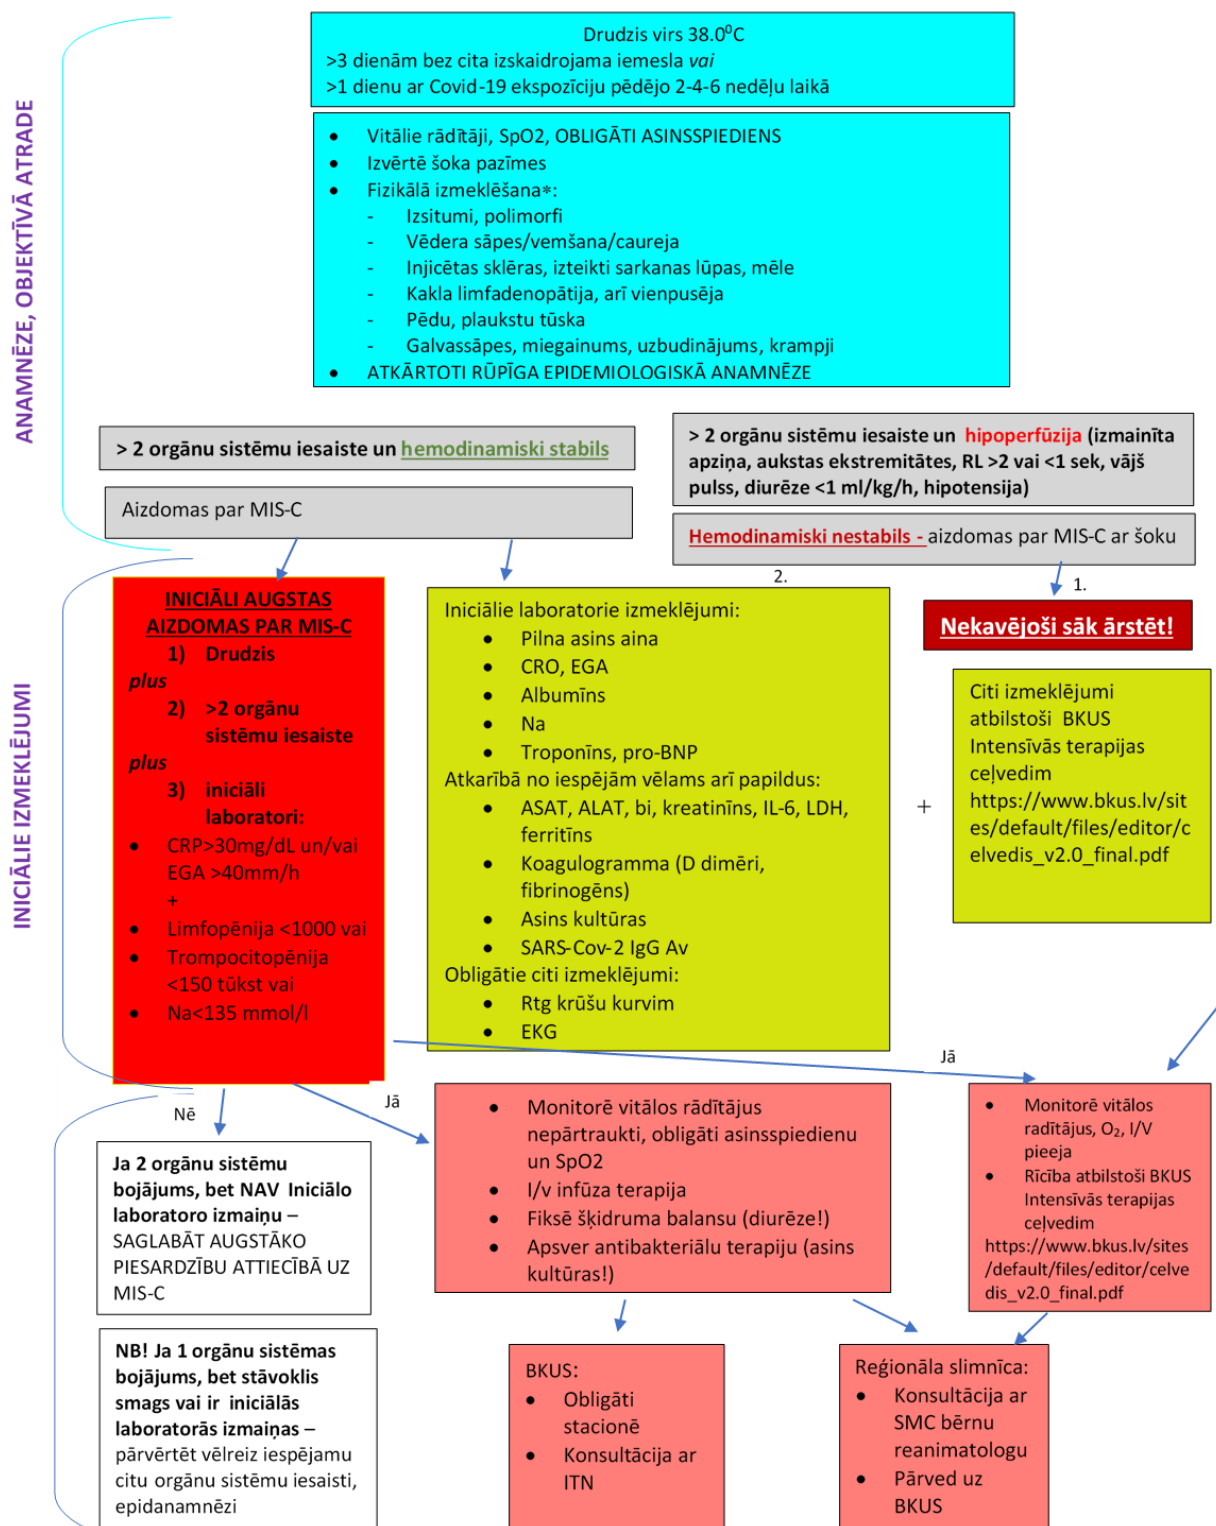 ANAMNĒZE, OBJEKTĪVĀ ATRADE
Drudzis virs 38.0⁰C
>3 dienām bez cita izskaidrojama iemesla vai
>1 dienu ar Covid-19 ekspozīciju pēdējo 2-4-6 nedēļu laikā
● Vitālie rādītāji, SpO2, OBLIGĀTI ASINSSPIEDIENS
● Izvērtē šoka pazīmes
● Fizikālā izmeklēšana*:
- Izsitumi, polimorfi
- Vēdera sāpes/vemšana/caureja
- Injicētas sklēras, izteikti sarkanas lūpas, mēle
- Kakla limfadenopātija, arī vienpusēja
- Pēdu, plaukstu tūska
- Galvassāpes, miegainums, uzbudinājums, krampji
● ATKĀRTOTI RŪPĪGA EPIDEMIOLOGISKĀ ANAMNĒZE
> 2 orgānu sistēmu iesaiste un hemodinamiski stabils
Aizdomas par MIS-C
> 2 orgānu sistēmu iesaiste un hipoperfūzija (izmainīta
apziņa, aukstas ekstremitātes, RL >2 vai <1 sek, vājš
pulss, diurēze <1 ml/kg/h, hipotensija)
Hemodinamiski nestabils - aizdomas par MIS-C ar šoku
INICIĀLIE IZMEKLĒJUMI
INICIĀLI AUGSTAS
AIZDOMAS PAR MIS-C
1) Drudzis
plus
2) >2 orgānu
sistēmu iesaiste
plus
3) iniciāli
laboratori:
● CRP>30mg/dL un/vai
EGA >40mm/h
+
● Limfopēnija <1000 vai
● Trompocitopēnija
<150 tūkst vai
● Na<135 mmol/l
2.
Iniciālie laboratorie izmeklējumi:
● Pilna asins aina
● CRO, EGA
● Albumīns
● Na
● Troponīns, pro-BNP
Atkarībā no iespējām vēlams arī papildus:
● ASAT, ALAT, bi, kreatinīns, IL-6, LDH,
ferritīns
● Koagulogramma (D dimēri,
fibrinogēns)
● Asins kultūras
● SARS-Cov-2 IgG Av
Obligātie citi izmeklējumi:
● Rtg krūšu kurvim
● EKG
1.
Nekavējoši sāk ārstēt!
+
Citi izmeklējumi
atbilstoši BKUS
Intensīvās terapijas
ceļvedim
https://www.bkus.lv/sit
es/default/files/editor/c
elvedis_v2.0_final.pdf
Nē
Jā
Jā
Ja 2 orgānu sistēmu
bojājums, bet NAV Iniciālo
laboratoro izmaiņu –
SAGLABĀT AUGSTĀKO
PIESARDZĪBU ATTIECĪBĀ UZ
MIS-C
NB! Ja 1 orgānu sistēmas
bojājums, bet stāvoklis
smags vai ir iniciālās
laboratorās izmaiņas –
pārvērtēt vēlreiz iespējamu
citu orgānu sistēmu iesaisti,
epidanamnēzi
● Monitorē vitālos rādītājus
nepārtraukti, obligāti asinsspiedienu
un SpO2
● I/v infūza terapija
● Fiksē šķidruma balansu (diurēze!)
● Apsver antibakteriālu terapiju (asins
kultūras!)
● Monitorē vitālos
radītājus, O₂, I/V
pieeja
● Rīcība atbilstoši BKUS
Intensīvās terapijas
ceļvedim
https://www.bkus.lv/sites
/default/files/editor/celve
dis_v2.0_final.pdf
BKUS:
● Obligāti
stacionē
● Konsultācija ar
ITN
Reģionāla slimnīca:
● Konsultācija ar
SMC bērnu
reanimatologu
● Pārved uz
BKUS